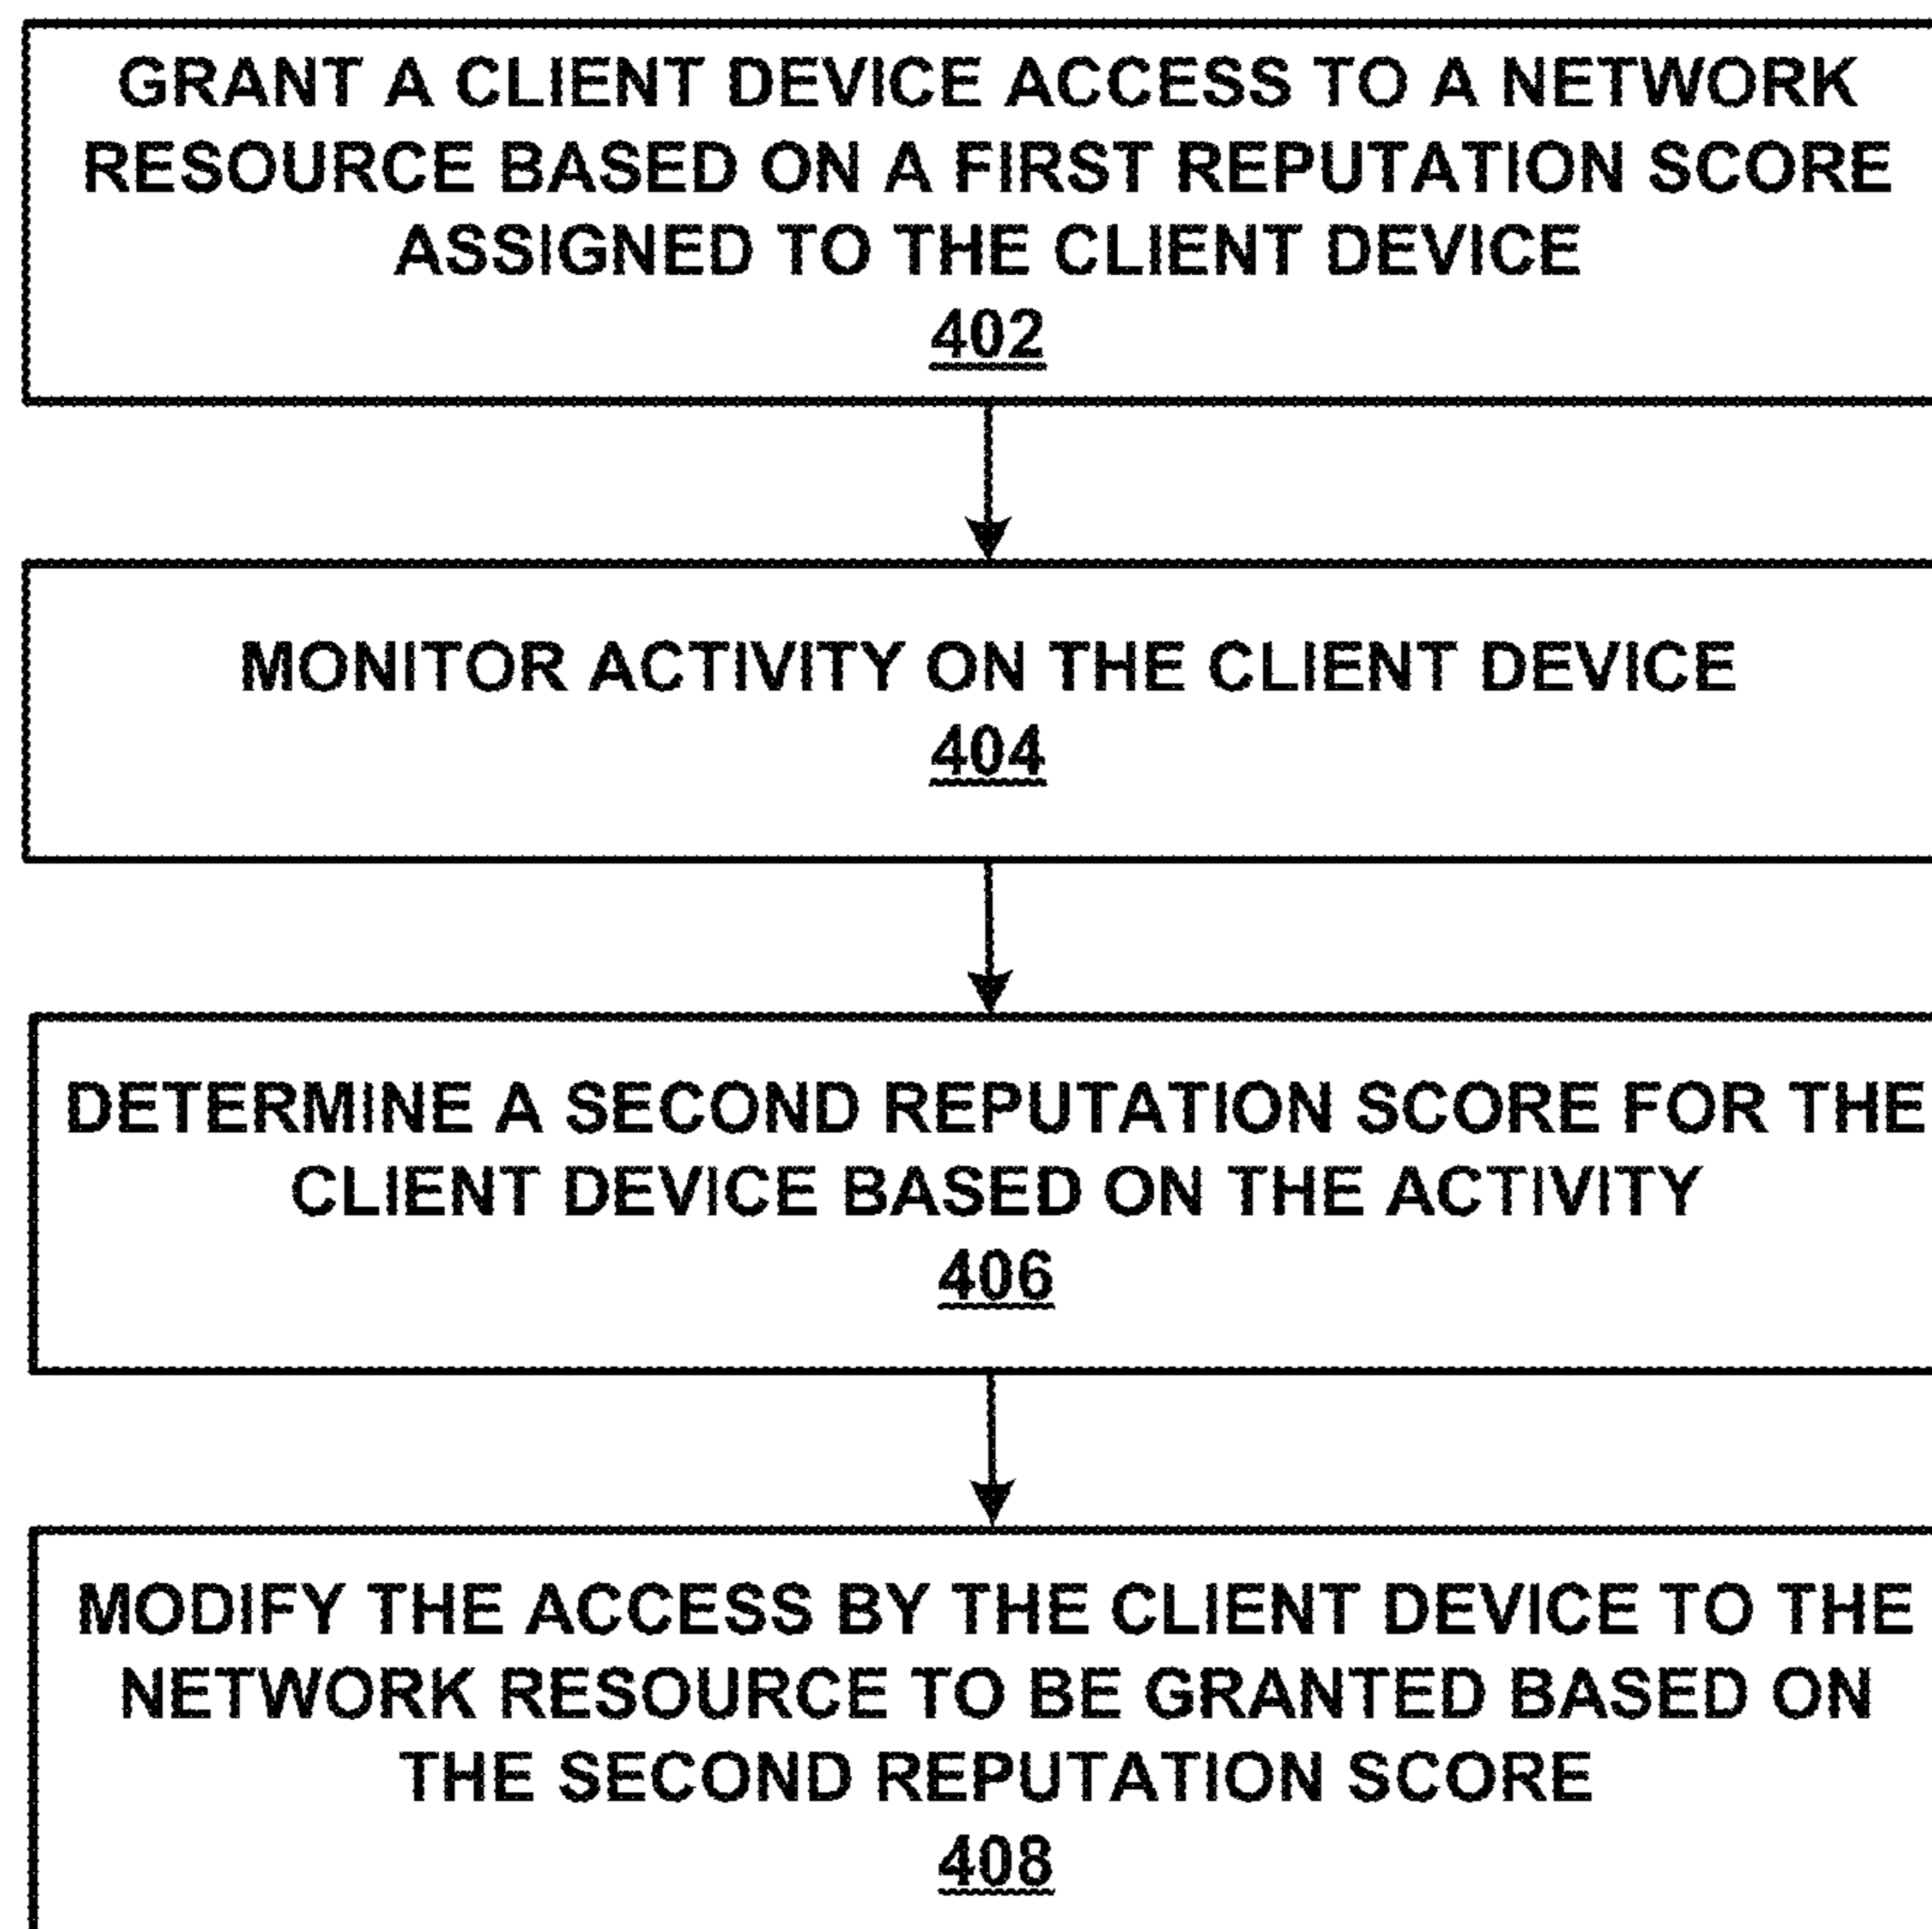 GRANT A CLIENT DEVICE ACCESS TO A NETWORK
RESOURCE BASED ON A FIRST REPUTATION SCORE
ASSIGNED TO THE CLIENT DEVICE
402
MONITOR ACTIVITY ON THE CLIENT DEVICE
404
DETERMINE A SECOND REPUTATION SCORE FOR THE
CLIENT DEVICE BASED ON THE ACTIVITY
406
MODIFY THE ACCESS BY THE CLIENT DEVICE TO THE
NETWORK RESOURCE TO BE GRANTED BASED ON
THE SECOND REPUTATION SCORE
408